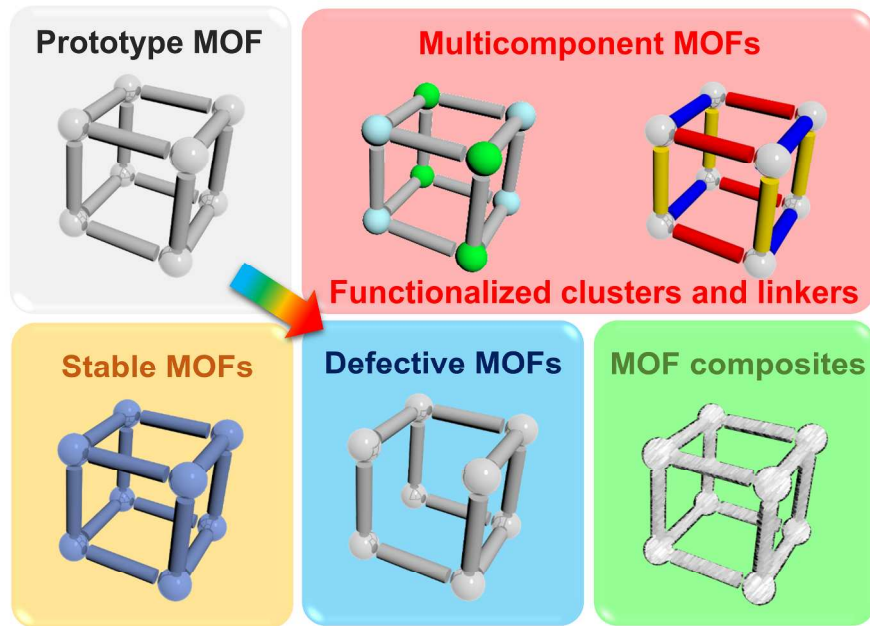 Prototype MOF
Multicomponent MOFs
Functionalized clusters and linkers
Stable MOFs
Defective MOFs
MOF composites